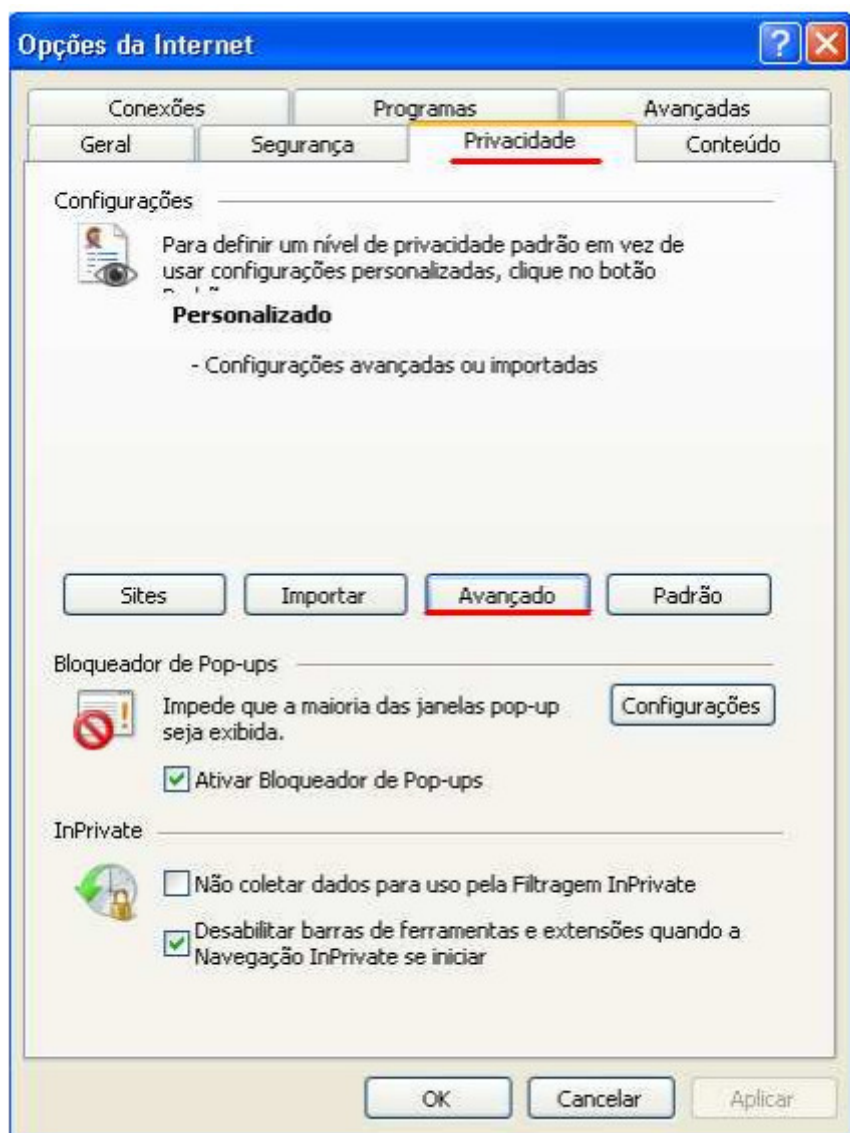 Opções da Internet
Conexões
Programas
Avançadas
Geral
Segurança
Privacidade
Conteúdo
Configurações
Para definir um nível de privacidade padrão em vez de
usar configurações personalizadas, clique no botão
Personalizado
- Configurações avançadas ou importadas
Sites
Importar
Avançado
Padrão
Bloqueador de Pop-ups
Impede que a maioria das janelas pop-up
seja exibida.
Configurações
Ativar Bloqueador de Pop-ups
InPrivate
Não coletar dados para uso pela Filtragem InPrivate
Desabilitar barras de ferramentas e extensões quando a
Navegação InPrivate se iniciar
OK
Cancelar
Aplicar